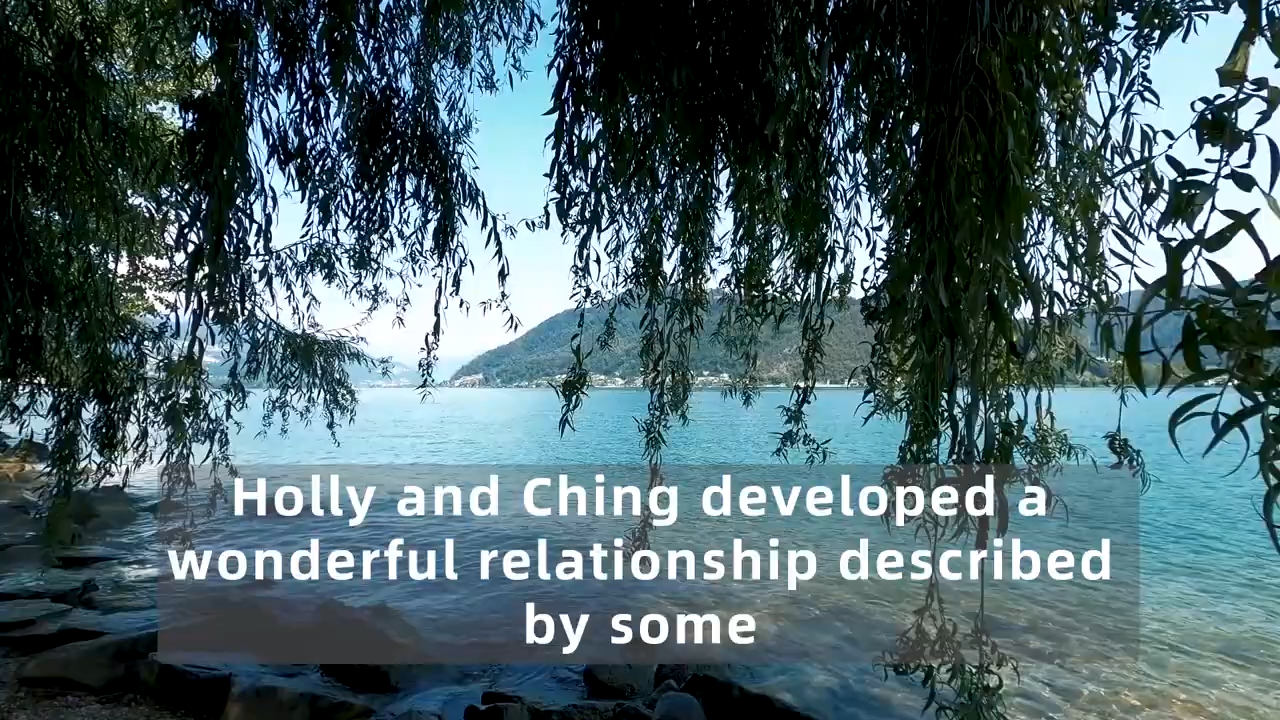 Holly and Ching developed a
wonderful relationship described
by some